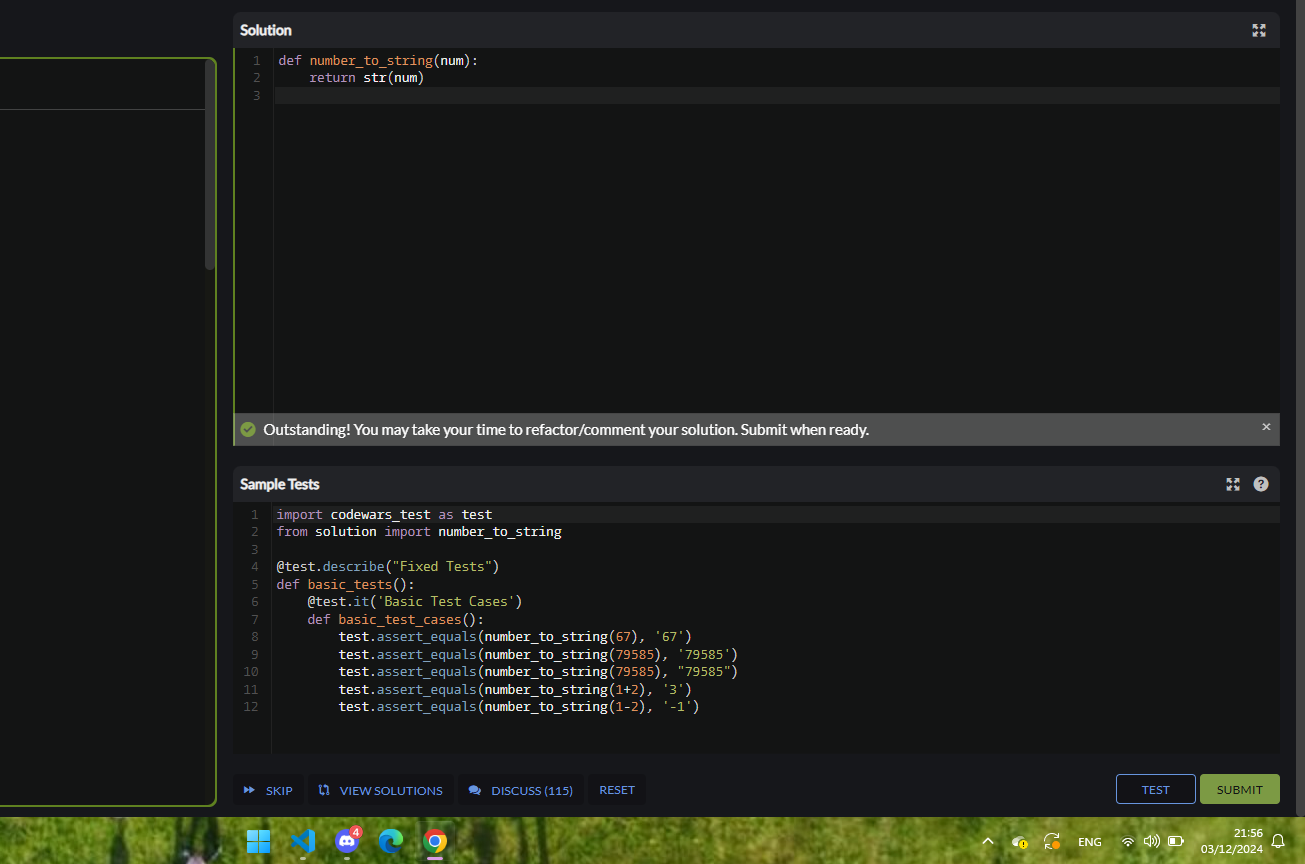 Solution
1 def number_to_string(num):
2     return str(num)
3
Outstanding! You may take your time to refactor/comment your solution. Submit when ready. ×
Sample Tests ?
1 import codewars_test as test
2 from solution import number_to_string
3
4 @test.describe("Fixed Tests")
5 def basic_tests():
6     @test.it('Basic Test Cases')
7     def basic_test_cases():
8         test.assert_equals(number_to_string(67), '67')
9         test.assert_equals(number_to_string(79585), '79585')
10         test.assert_equals(number_to_string(79585), "79585")
11         test.assert_equals(number_to_string(1+2), '3')
12         test.assert_equals(number_to_string(1-2), '-1')
SKIP VIEW SOLUTIONS DISCUSS (115) RESET TEST SUBMIT
4
ENG 21:56
03/12/2024